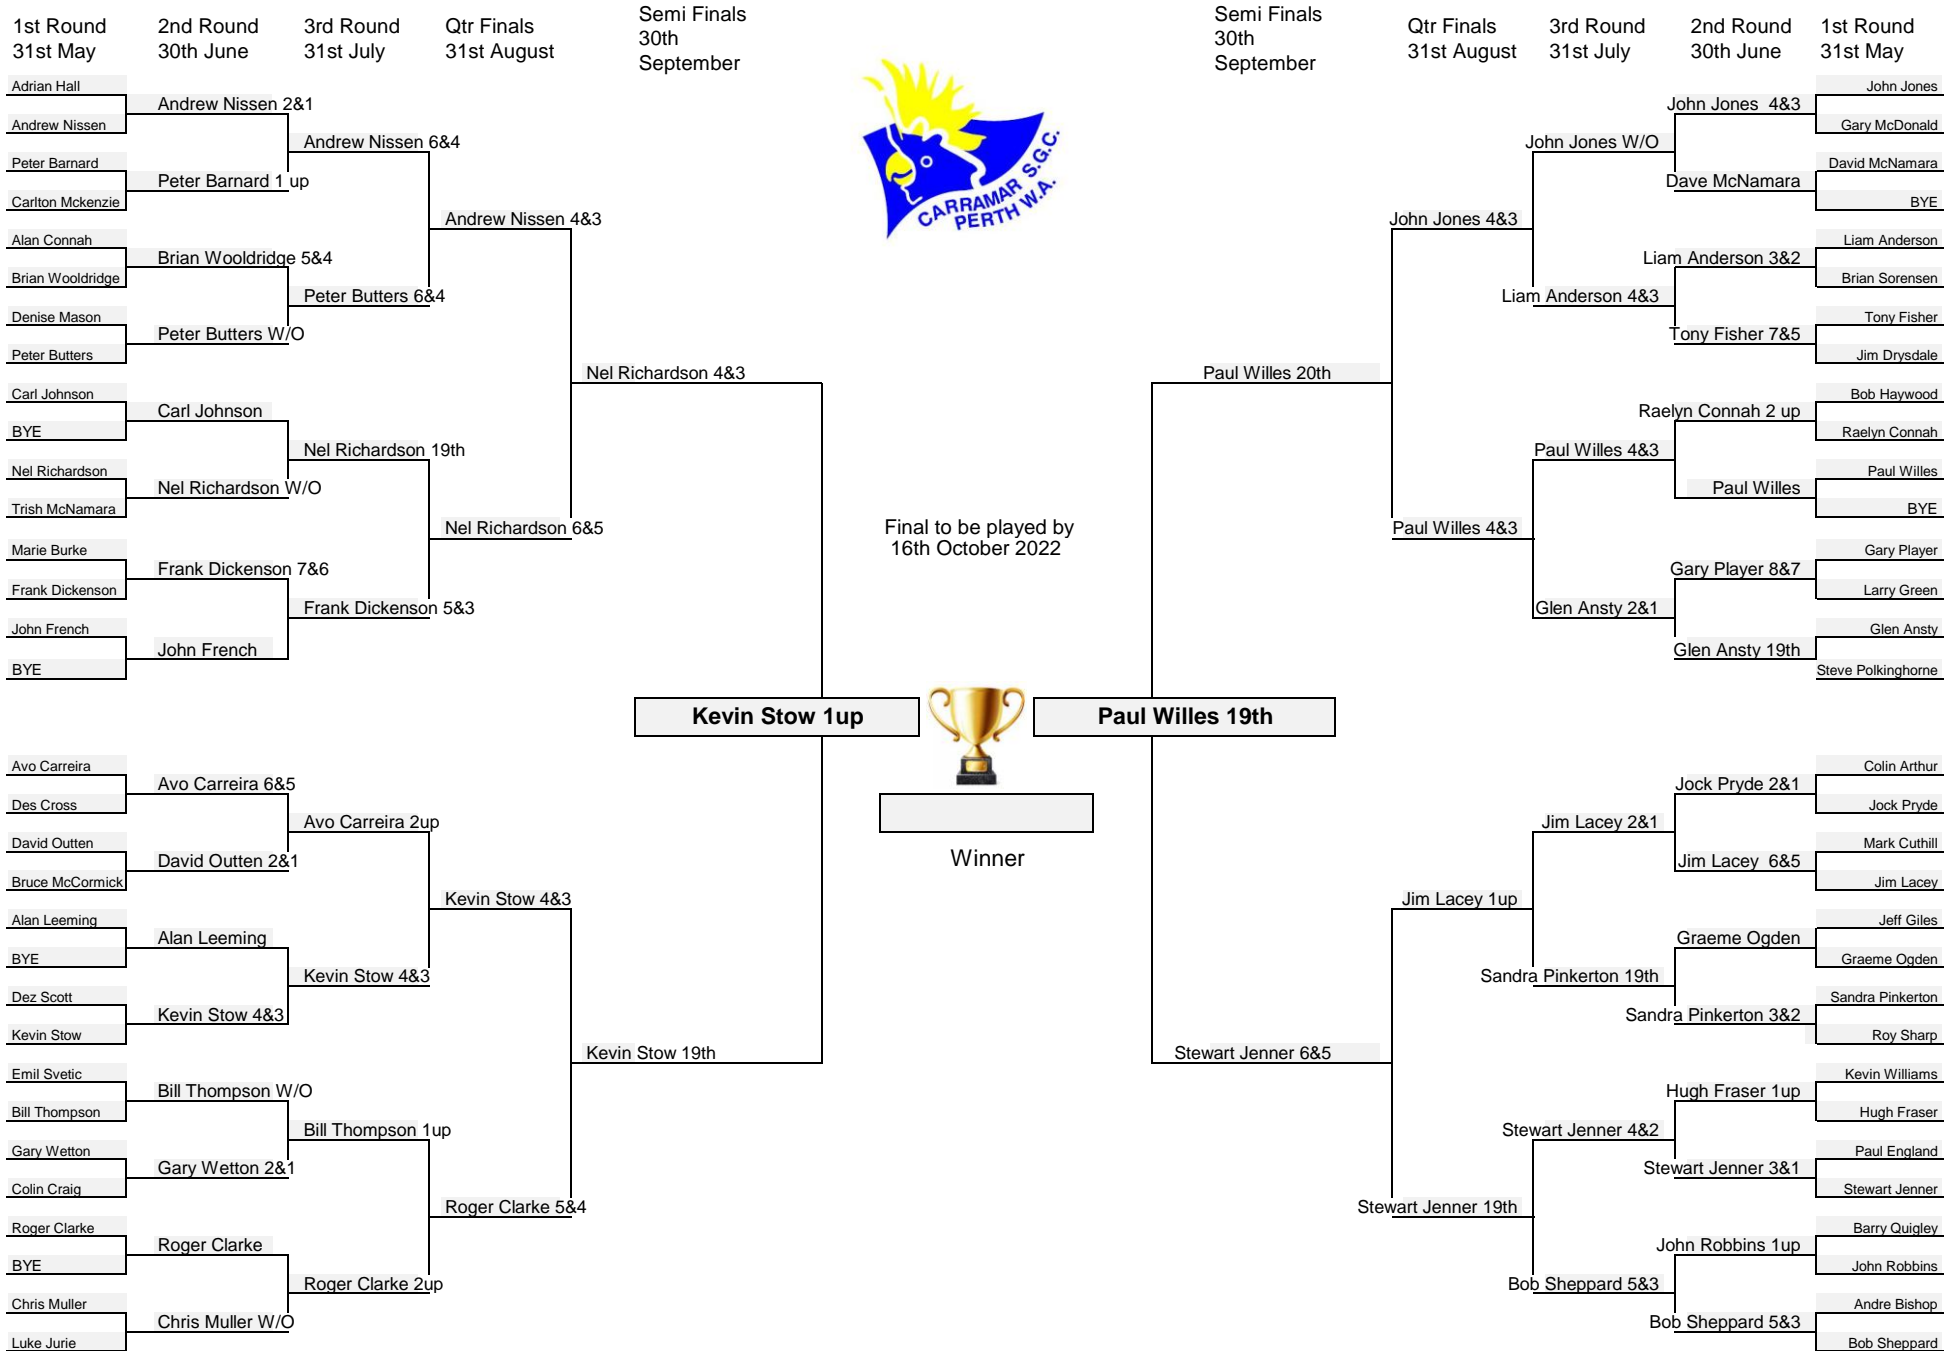 1st Round
31st May
2nd Round
30th June
3rd Round
31st July
Qtr Finals
31st August
Semi Finals
30th
September
Semi Finals
30th
September
Qtr Finals
31st August
3rd Round
31st July
2nd Round
30th June
1st Round
31st May
Adrian Hall
Andrew Nissen
Peter Barnard
Carlton Mckenzie
Alan Connah
Brian Wooldridge
Denise Mason
Peter Butters
Carl Johnson
BYE
Nel Richardson
Trish McNamara
Marie Burke
Frank Dickenson
John French
BYE
Avo Carreira
Des Cross
David Outten
Bruce McCormick
Alan Leeming
BYE
Dez Scott
Kevin Stow
Emil Svetic
Bill Thompson
Gary Wetton
Colin Craig
Roger Clarke
BYE
Chris Muller
Luke Jurie
Andrew Nissen 2&1
Peter Barnard 1 up
Brian Wooldridge 5&4
Peter Butters W/O
Carl Johnson
Nel Richardson W/O
Frank Dickenson 7&6
John French
Avo Carreira 6&5
David Outten 2&1
Alan Leeming
Kevin Stow 4&3
Bill Thompson W/O
Gary Wetton 2&1
Roger Clarke
Chris Muller W/O
Andrew Nissen 6&4
Peter Butters 6&4
Nel Richardson 19th
Frank Dickenson 5&3
Avo Carreira 2up
Kevin Stow 4&3
Bill Thompson 1up
Roger Clarke 2up
Andrew Nissen 4&3
Nel Richardson 6&5
Kevin Stow 4&3
Roger Clarke 5&4
Nel Richardson 4&3
Kevin Stow 19th
CARRAMAR S.G.C.
PERTH W.A.
Final to be played by
16th October 2022
Kevin Stow 1up
Paul Willes 19th
Winner
Paul Willes 20th
Stewart Jenner 6&5
John Jones 4&3
Paul Willes 4&3
Jim Lacey 1up
Stewart Jenner 19th
John Jones W/O
Liam Anderson 4&3
Paul Willes 4&3
Glen Ansty 2&1
Jim Lacey 2&1
Sandra Pinkerton 19th
Stewart Jenner 4&2
Bob Sheppard 5&3
John Jones 4&3
Dave McNamara
Liam Anderson 3&2
Tony Fisher 7&5
Raelyn Connah 2 up
Paul Willes
Gary Player 8&7
Glen Ansty 19th
Jock Pryde 2&1
Jim Lacey 6&5
Graeme Ogden
Sandra Pinkerton 3&2
Hugh Fraser 1up
Stewart Jenner 3&1
John Robbins 1up
Bob Sheppard 5&3
John Jones
Gary McDonald
David McNamara
BYE
Liam Anderson
Brian Sorensen
Tony Fisher
Jim Drysdale
Bob Haywood
Raelyn Connah
Paul Willes
BYE
Gary Player
Larry Green
Glen Ansty
Steve Polkinghorne
Colin Arthur
Jock Pryde
Mark Cuthill
Jim Lacey
Jeff Giles
Graeme Ogden
Sandra Pinkerton
Roy Sharp
Kevin Williams
Hugh Fraser
Paul England
Stewart Jenner
Barry Quigley
John Robbins
Andre Bishop
Bob Sheppard